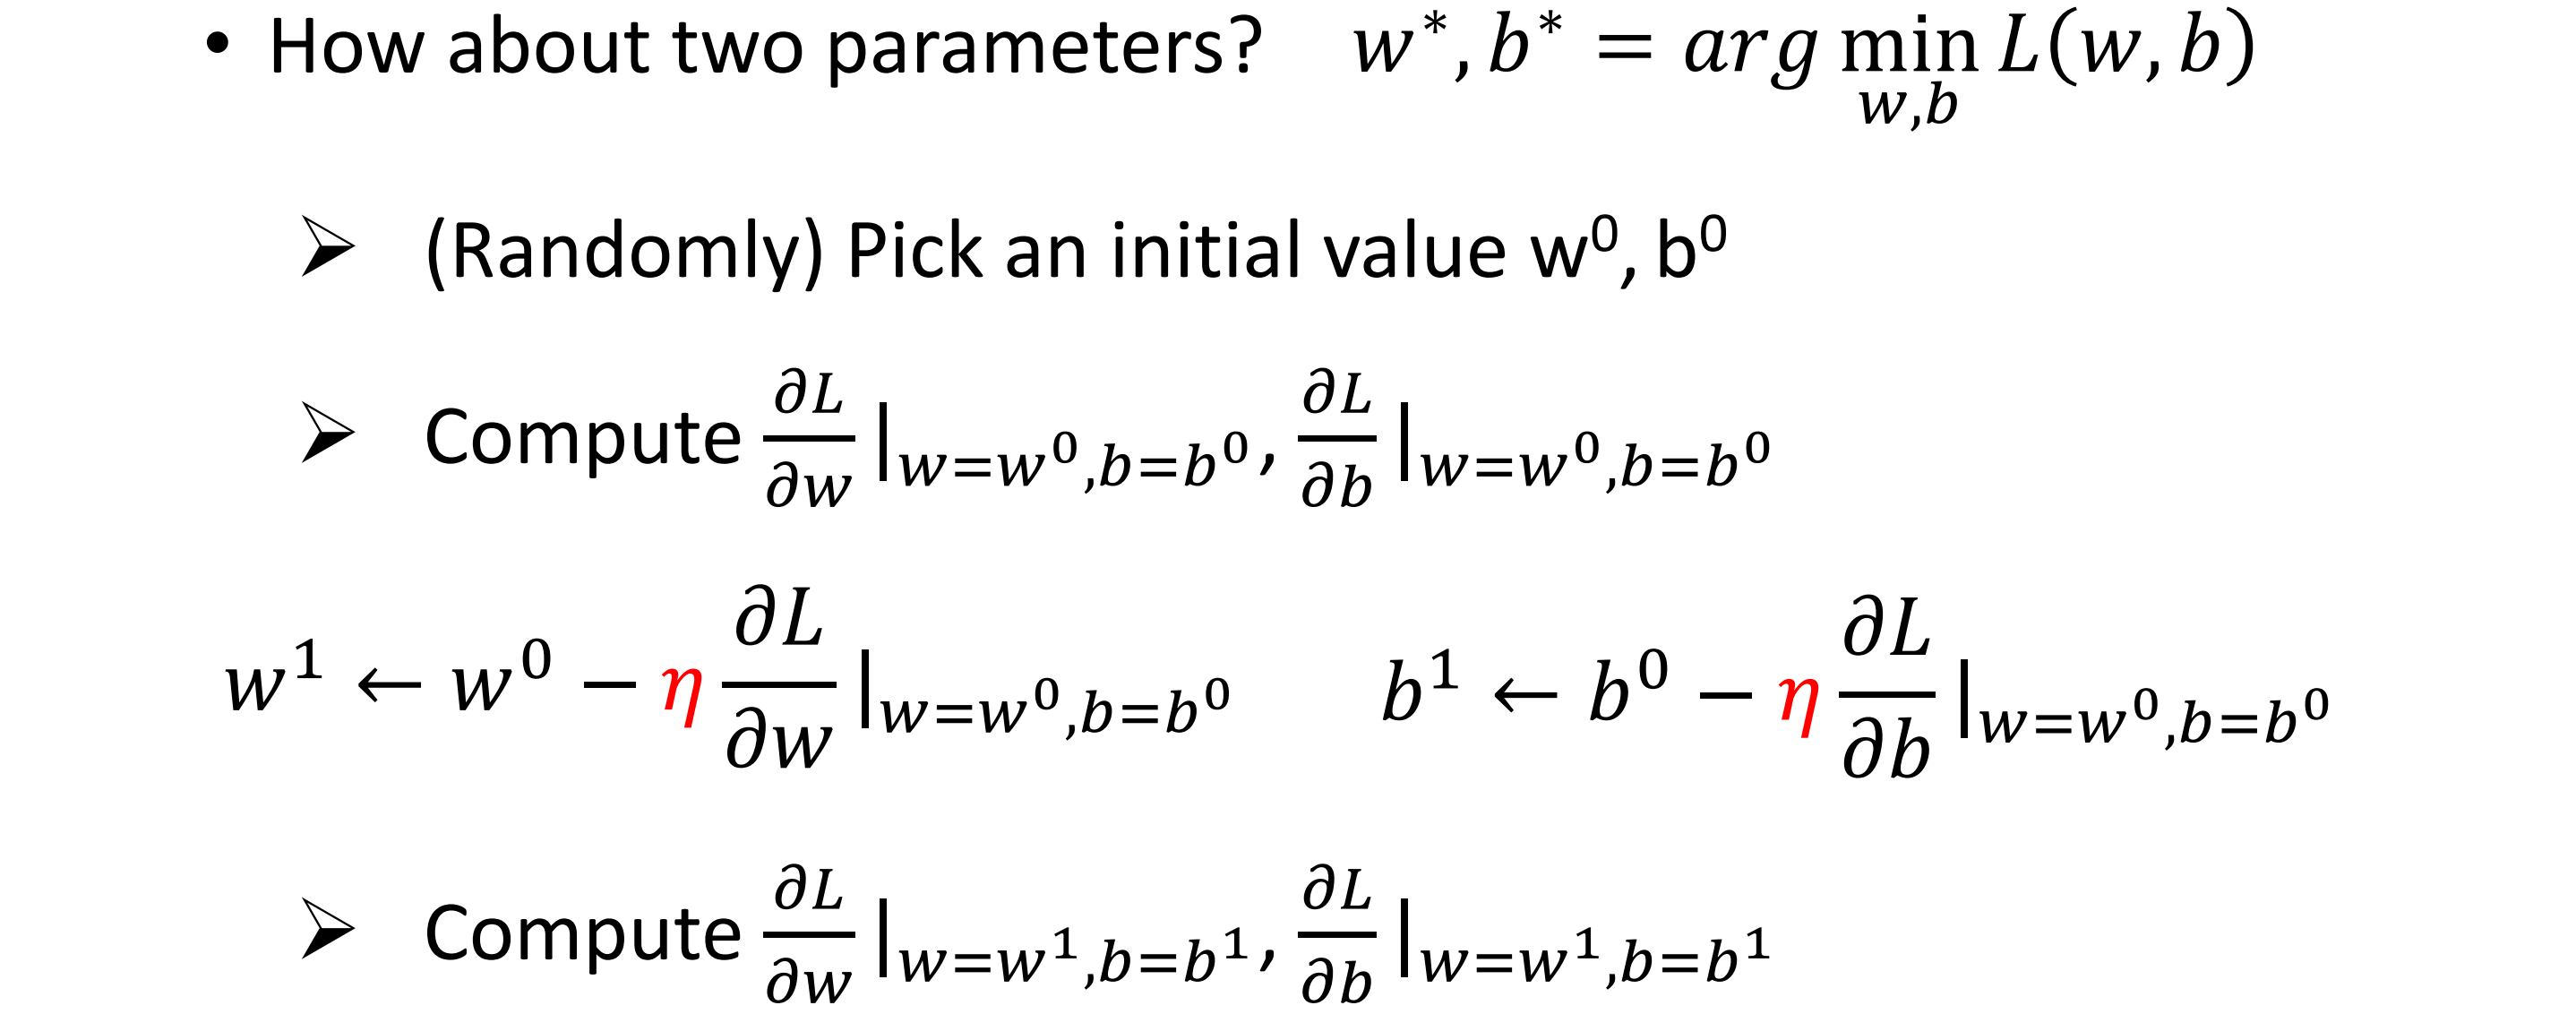 • How about two parameters? $w^*, b^* = arg \min_{w,b} L(w, b)$
➢ (Randomly) Pick an initial value w⁰, b⁰
➢ Compute $\frac{\partial L}{\partial w}|_{w=w^0,b=b^0}, \frac{\partial L}{\partial b}|_{w=w^0,b=b^0}$
$w^1 \leftarrow w^0 - \eta \frac{\partial L}{\partial w}|_{w=w^0,b=b^0}$ $b^1 \leftarrow b^0 - \eta \frac{\partial L}{\partial b}|_{w=w^0,b=b^0}$
➢ Compute $\frac{\partial L}{\partial w}|_{w=w^1,b=b^1}, \frac{\partial L}{\partial b}|_{w=w^1,b=b^1}$